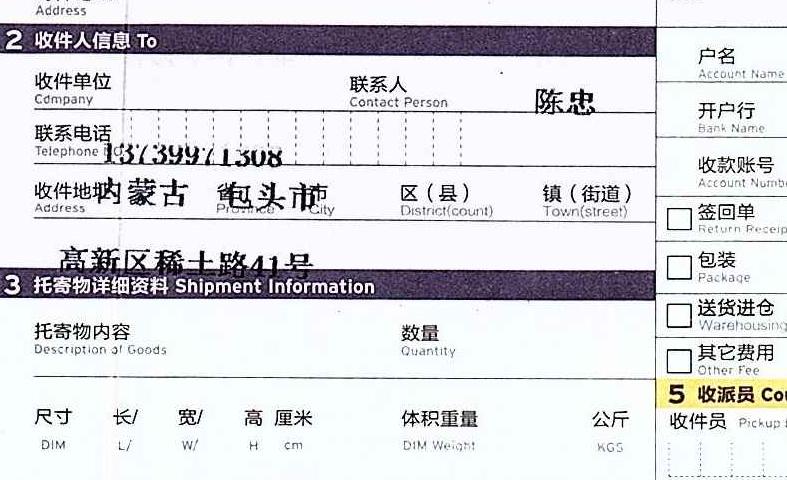 Address
2 收件人信息 To
收件单位 联系人 陈忠
Company Contact Person
联系电话
Telephone NO. 13739971308
收件地址 内蒙古 省 包头市 市 区（县） 镇（街道）
Address Province City District(count) Town(street)
高新区稀土路41号
3 托寄物详细资料 Shipment Information
托寄物内容 数量
Description of Goods Quantity
尺寸 长/ 宽/ 高 厘米 体积重量 公斤
DIM L/ W/ H cm DIM Weight KGS
户名
Account Name
开户行
Bank Name
收款账号
Account Numb
签回单
Return Receip
包装
Package
送货进仓
Warehousing
其它费用
Other Fee
5 收派员 Cou
收件员 Pickup